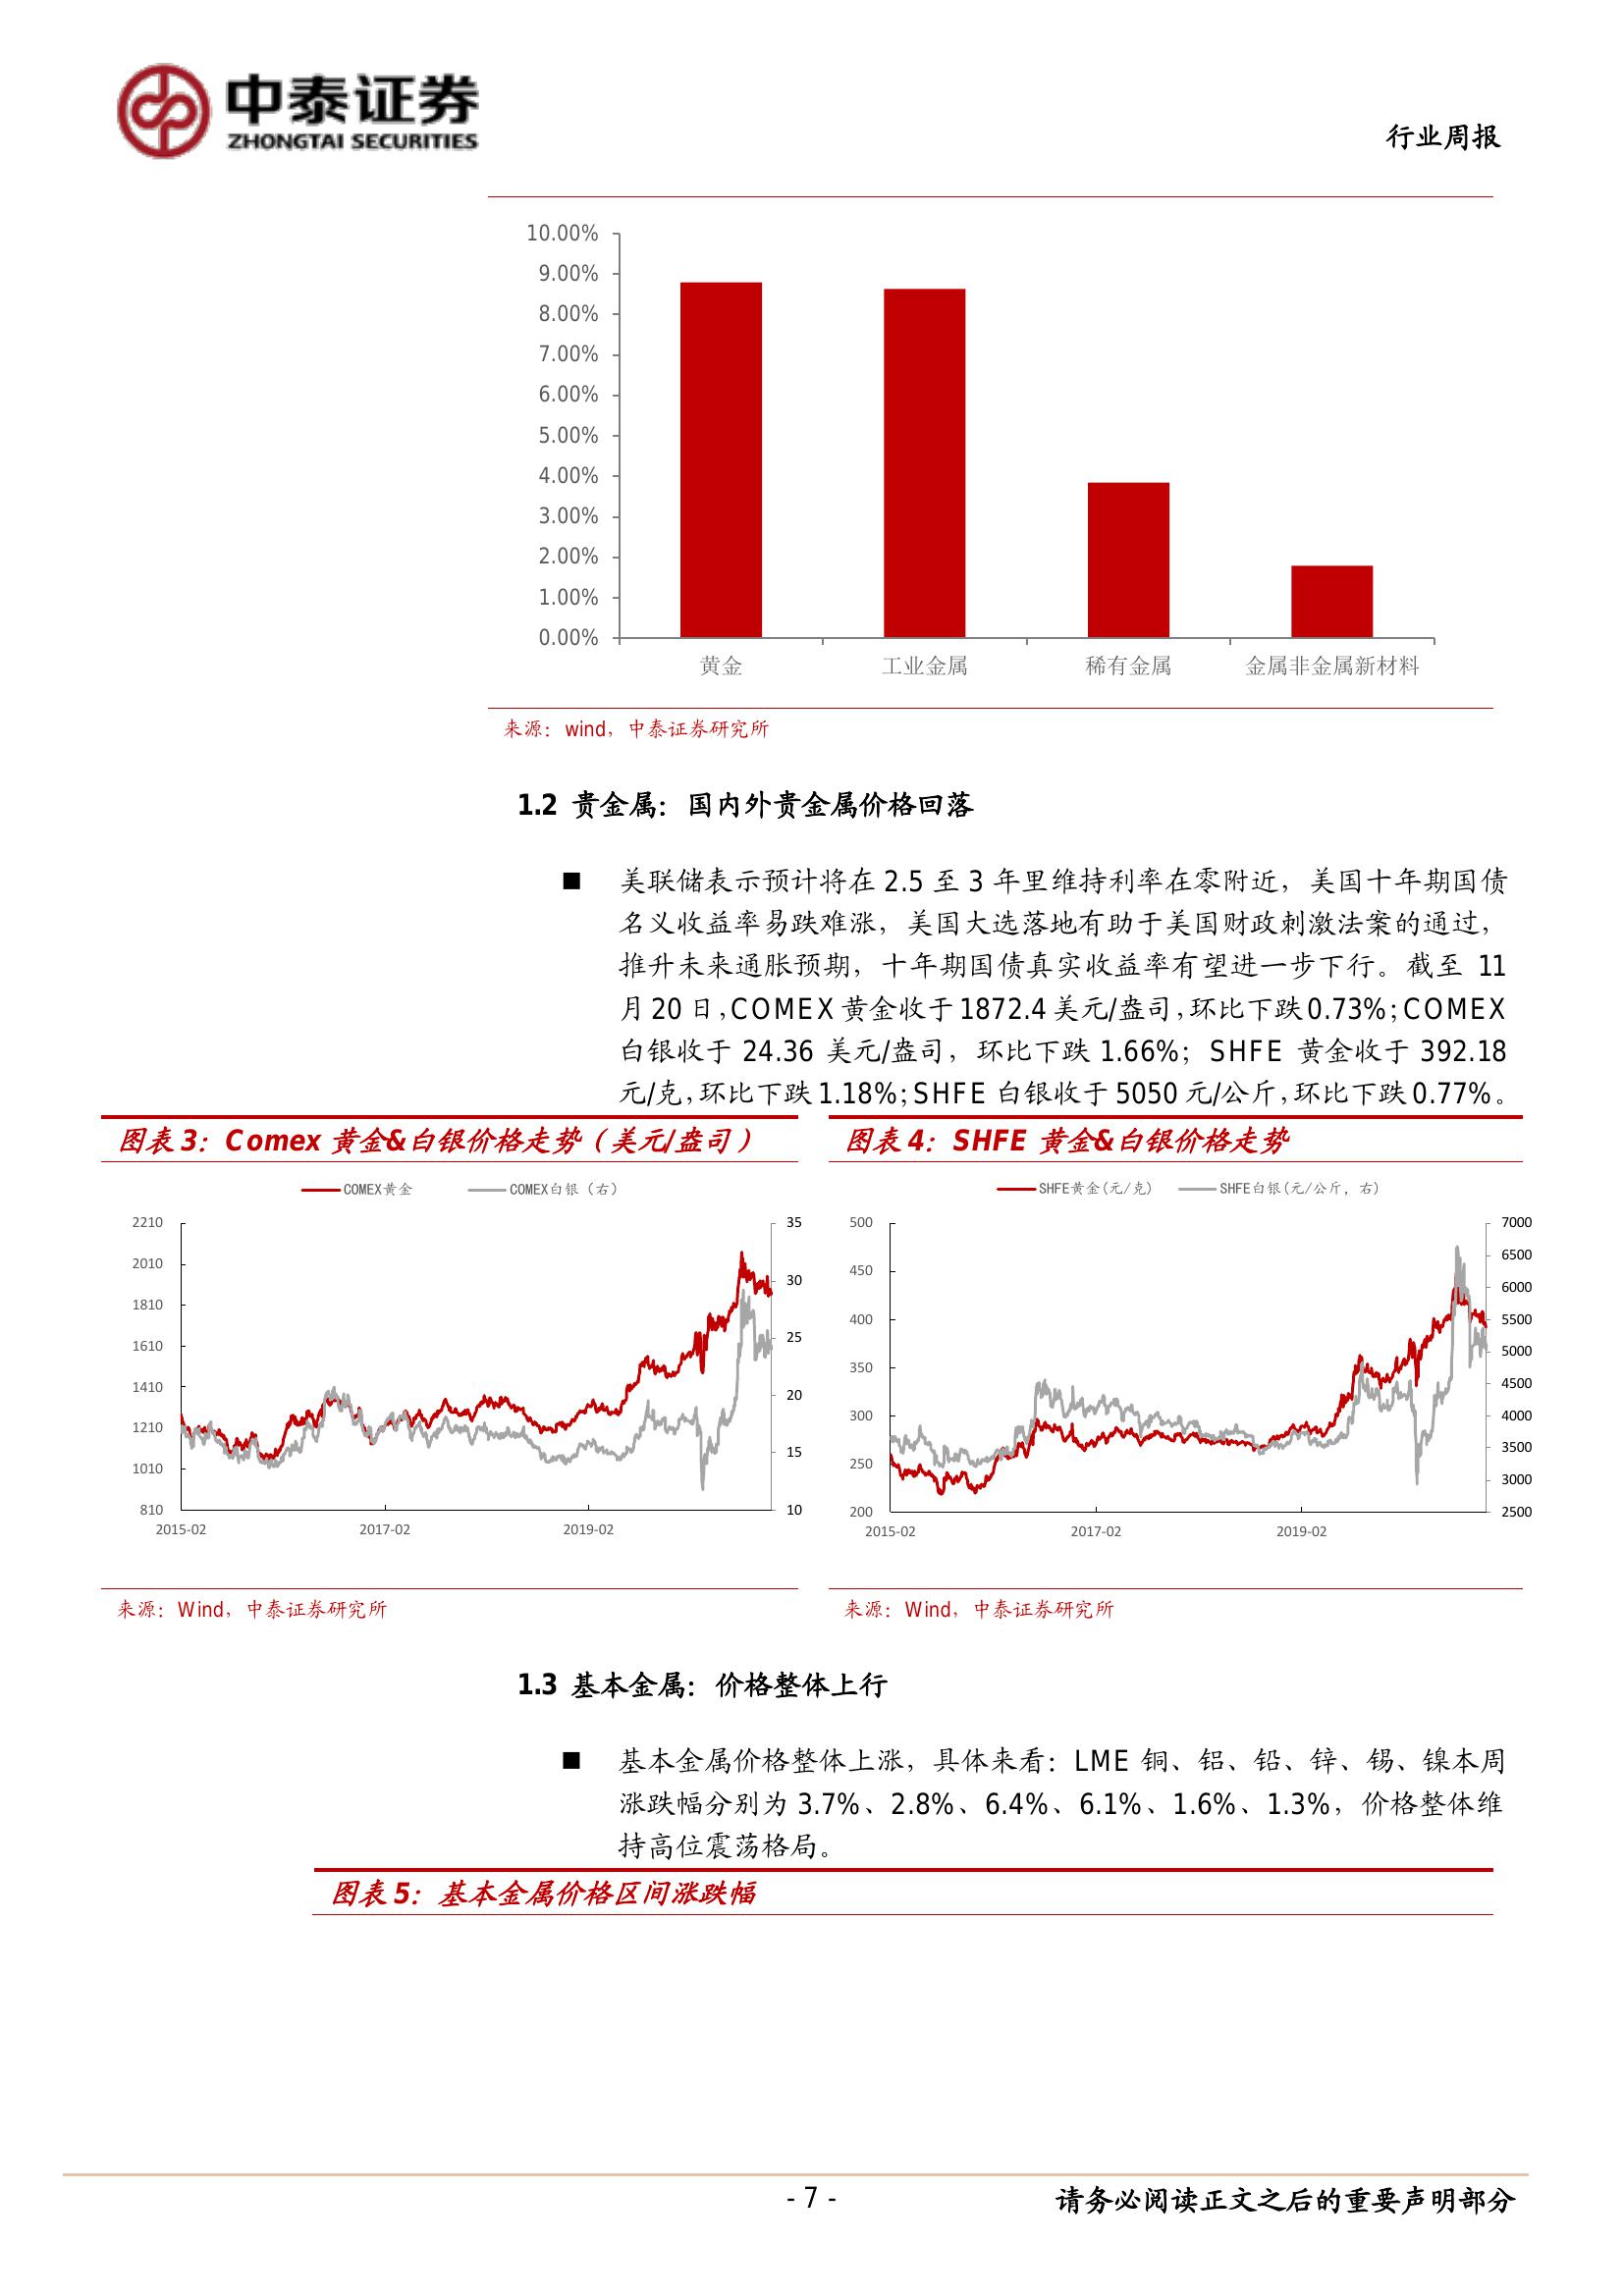 中泰证券
ZHONGTAI SECURITIES
行业周报
10.00%
9.00%
8.00%
7.00%
6.00%
5.00%
4.00%
3.00%
2.00%
1.00%
0.00%
黄金 工业金属 稀有金属 金属非金属新材料
来源：wind，中泰证券研究所
1.2 贵金属：国内外贵金属价格回落
■ 美联储表示预计将在 2.5 至 3 年里维持利率在零附近，美国十年期国债
名义收益率易跌难涨，美国大选落地有助于美国财政刺激法案的通过，
推升未来通胀预期，十年期国债真实收益率有望进一步下行。截至 11
月 20 日，COMEX 黄金收于 1872.4 美元/盎司，环比下跌 0.73%；COMEX
白银收于 24.36 美元/盎司，环比下跌 1.66%；SHFE 黄金收于 392.18
元/克，环比下跌 1.18%；SHFE 白银收于 5050 元/公斤，环比下跌 0.77%。
图表 3：Comex 黄金&白银价格走势（美元/盎司）
COMEX黄金 COMEX白银（右）
2210
2010
1810
1610
1410
1210
1010
810
35
30
25
20
15
10
2015-02 2017-02 2019-02
来源：Wind，中泰证券研究所
图表 4：SHFE 黄金&白银价格走势
SHFE黄金(元/克) SHFE白银(元/公斤，右)
500
450
400
350
300
250
200
7000
6500
6000
5500
5000
4500
4000
3500
3000
2500
2015-02 2017-02 2019-02
来源：Wind，中泰证券研究所
1.3 基本金属：价格整体上行
■ 基本金属价格整体上涨，具体来看：LME 铜、铝、铅、锌、锡、镍本周
涨跌幅分别为 3.7%、2.8%、6.4%、6.1%、1.6%、1.3%，价格整体维
持高位震荡格局。
图表 5：基本金属价格区间涨跌幅
- 7 -
请务必阅读正文之后的重要声明部分